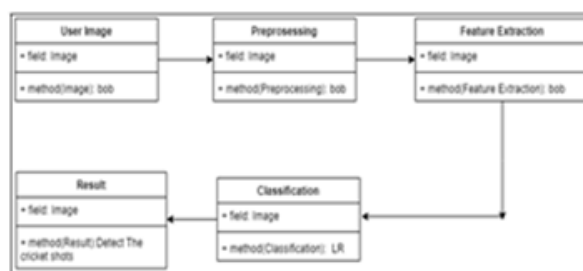 User Image
+ field: Image
+ method(Image): bob
Preprosessing
+ field: Image
+ method(Preprocessing): bob
Feature Extraction
+ field: Image
+ method(Feature Extraction): bob
Result
+ field: Image
+ method(Result):Detect The
cricket shots
Classification
+ field: Image
+ method(Classification): LR